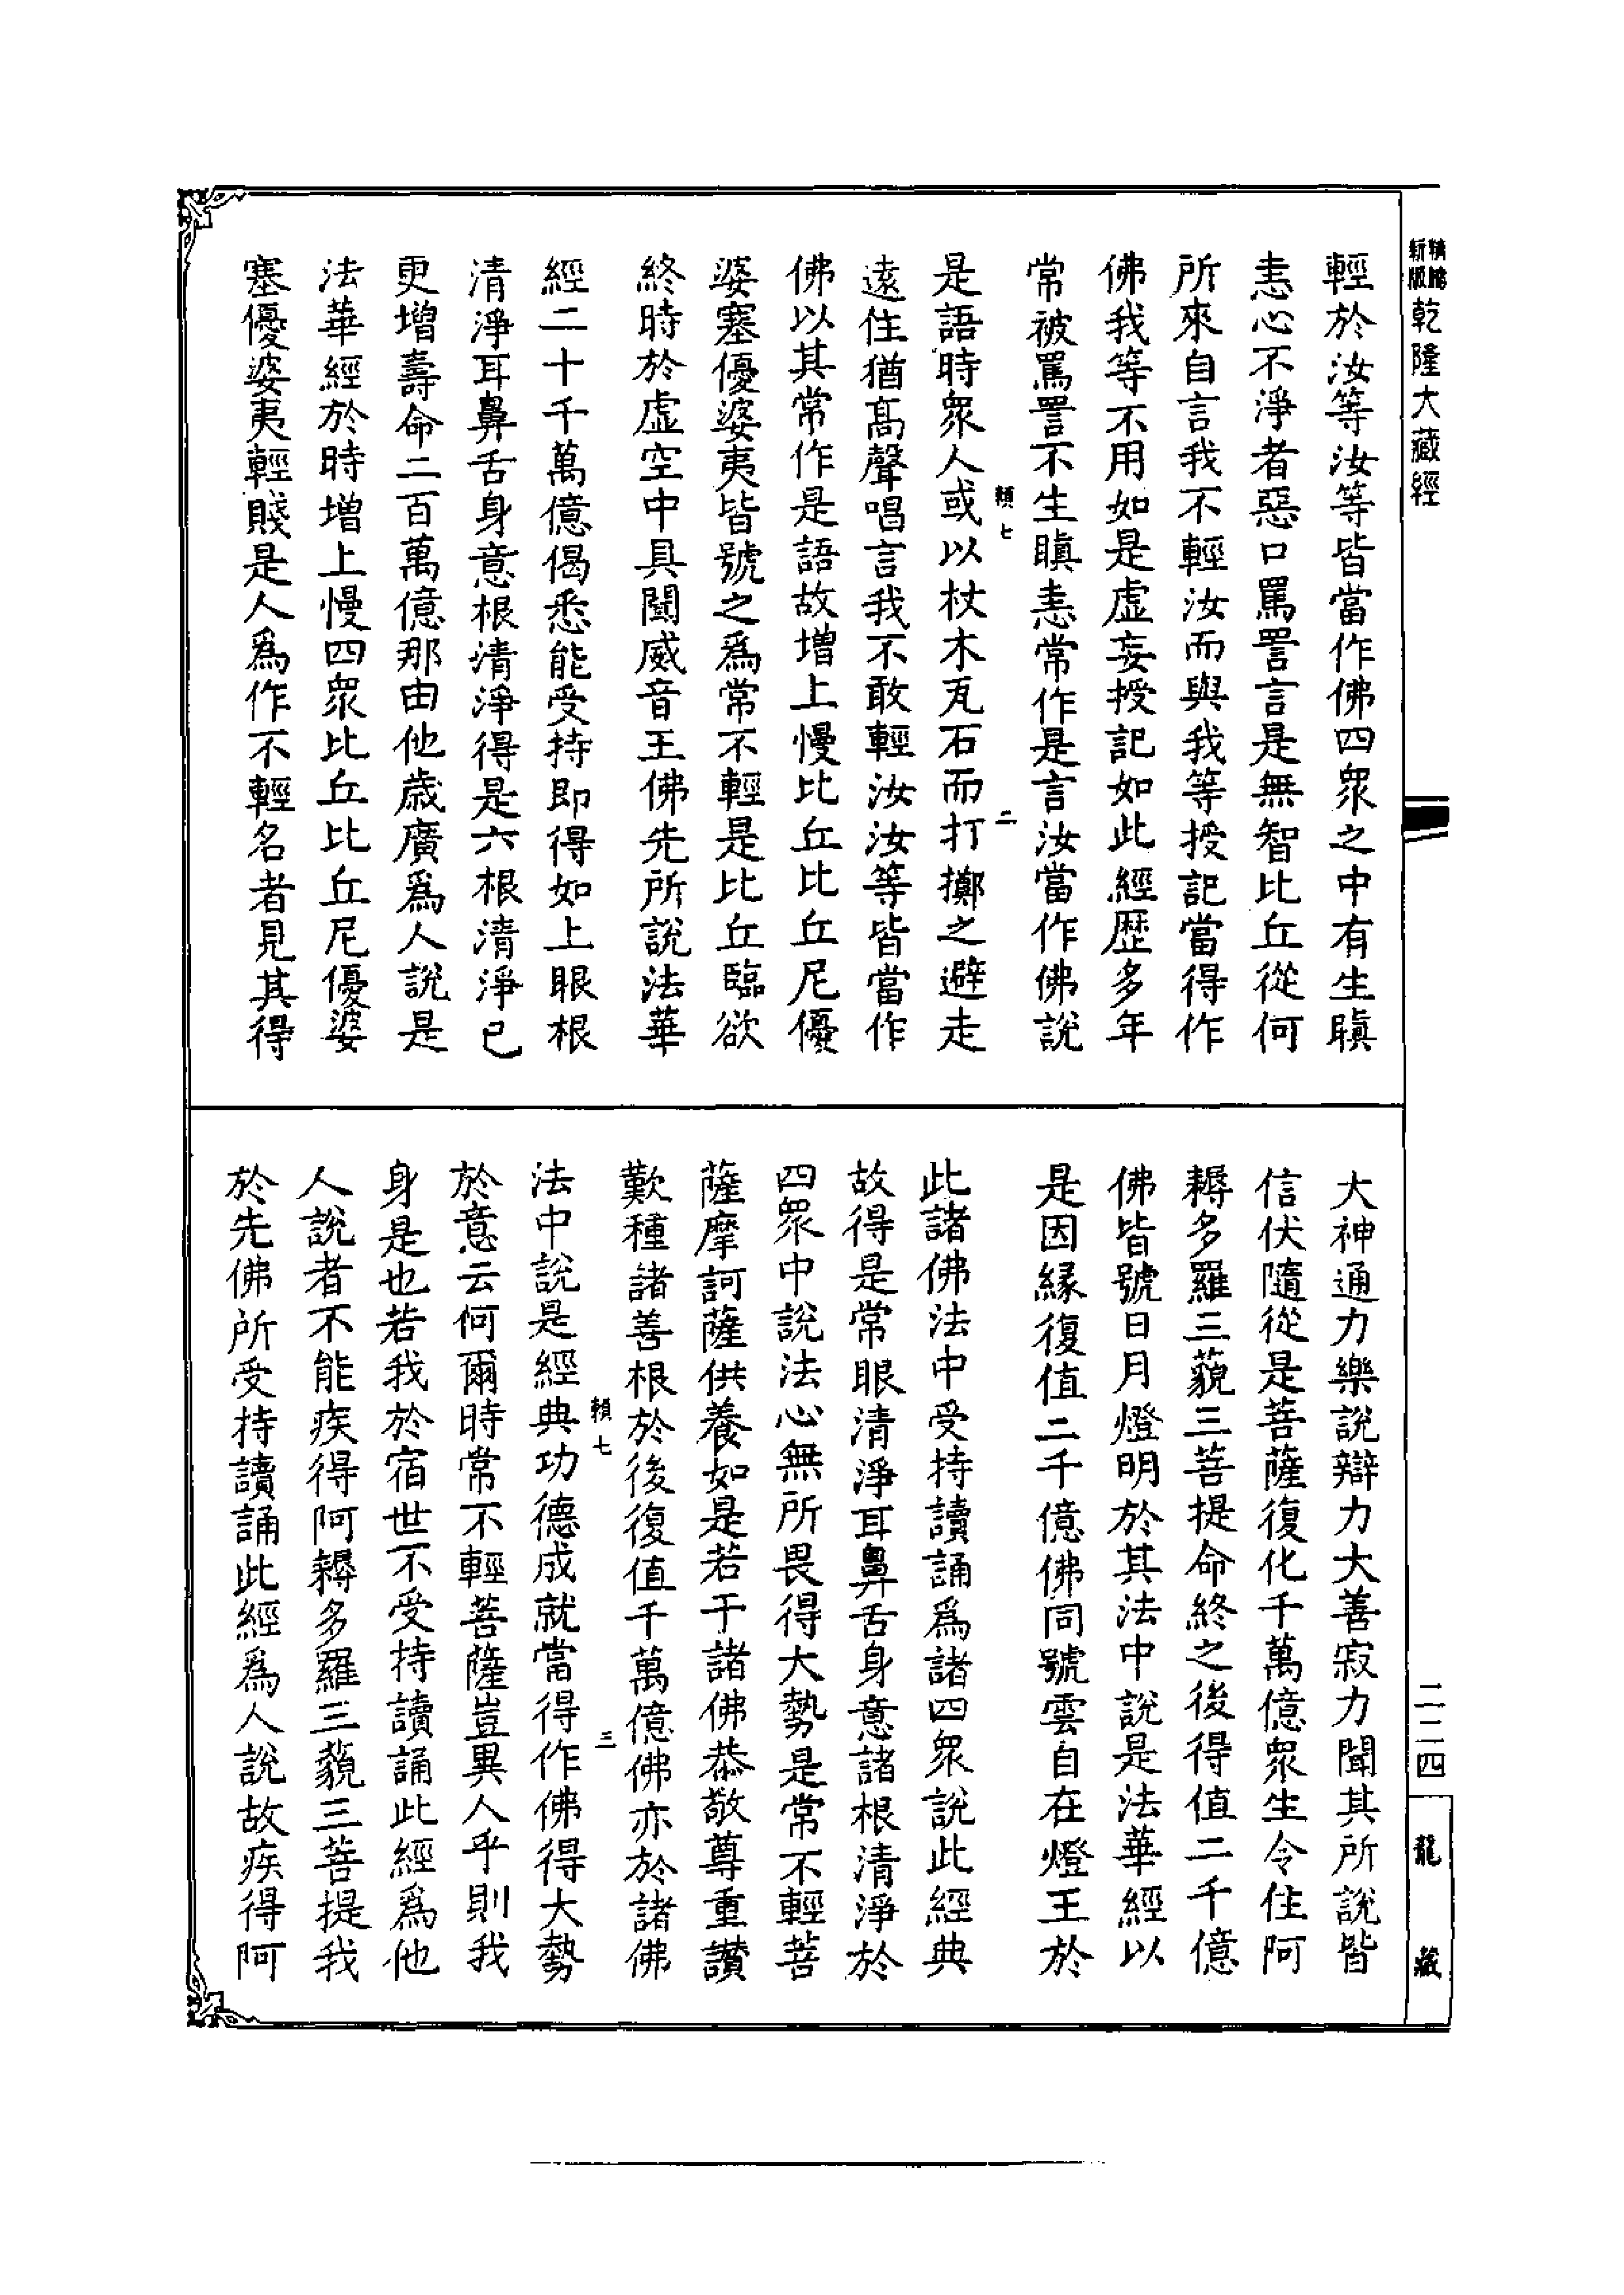 新版
乾隆大藏經
輕於汝等汝等皆當作佛四衆之中有生瞋
恚心不淨者惡口罵詈言是無智比丘從何
所來自言我不輕汝而與我等授記當得作
佛我等不用如是虛妄授記如此經歷多年
常被罵詈不生瞋恚常作是言汝當作佛說
頼七
二
是語時衆人或以杖木瓦石而打擲之避走
遠住猶髙聲唱言我不敢輕汝汝等皆當作
佛以其常作是語故增上慢比丘比丘尼優
婆塞優婆夷皆號之爲常不輕是比丘臨欲
終時於虛空中具聞威音王佛先所說法華
經二十千萬億偈悉能受持即得如上眼根
清淨耳鼻舌身意根清淨得是六根清淨已
更增壽命二百萬億那由他歲廣爲人說是
法華經於時增上慢四衆比丘比丘尼優婆
塞優婆夷輕賤是人爲作不輕名者見其得
大神通力樂說辯力大善寂力聞其所說皆
信伏隨從是菩薩復化千萬億衆生令住阿
耨多羅三藐三菩提命終之後得值二千億
佛皆號日月燈明於其法中說是法華經以
是因緣復值二千億佛同號雲自在燈王於
此諸佛法中受持讀誦爲諸四衆說此經典
故得是常眼清淨耳鼻舌身意諸根清淨於
四衆中說法心無所畏得大勢是常不輕菩
薩摩訶薩供養如是若干諸佛恭敬尊重讚
歎種諸善根於後復值千萬億佛亦於諸佛
頼七
三
法中說是經典功德成就當得作佛得大勢
於意云何爾時常不輕菩薩豈異人乎則我
身是也若我於宿世不受持讀誦此經爲他
人說者不能疾得阿耨多羅三藐三菩提我
於先佛所受持讀誦此經爲人說故疾得阿
二二四
龍藏